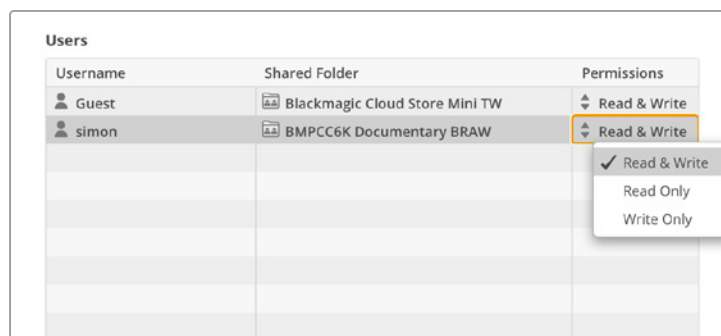 Users
Username Shared Folder Permissions
Guest Blackmagic Cloud Store Mini TW Read & Write
simon BMPCC6K Documentary BRAW Read & Write
Read & Write
Read Only
Write Only